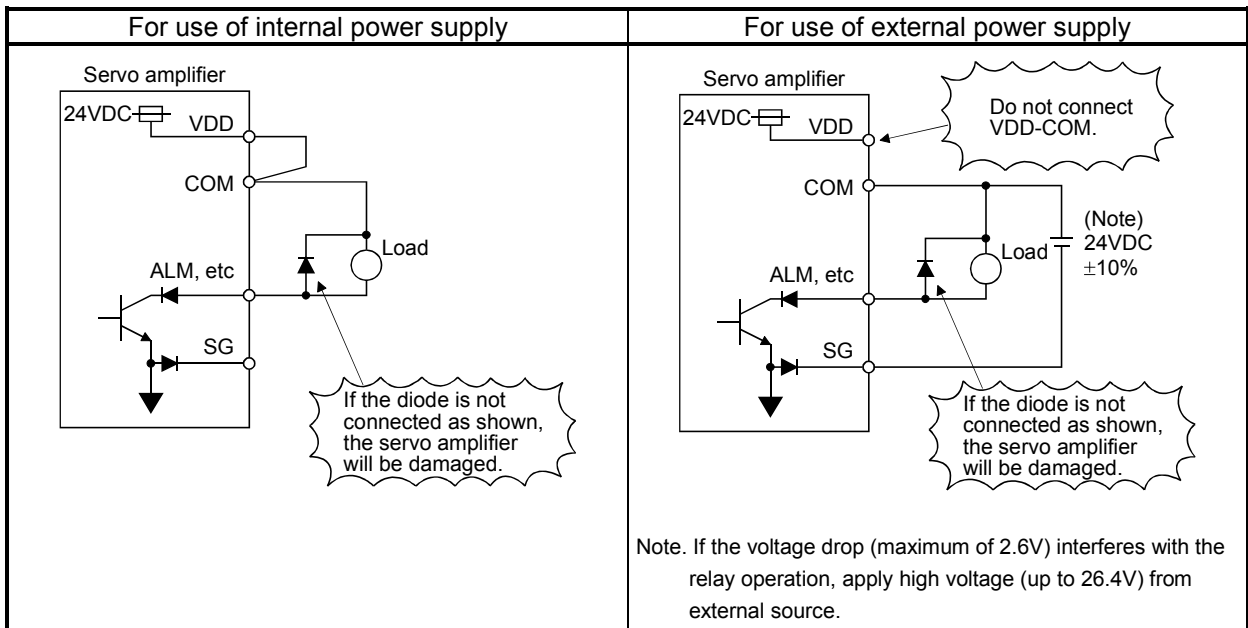 For use of internal power supply
For use of external power supply
Servo amplifier
24VDC
VDD
COM
Load
ALM, etc
SG
If the diode is not
connected as shown,
the servo amplifier
will be damaged.
Servo amplifier
24VDC
VDD
Do not connect
VDD-COM.
COM
(Note)
24VDC
±10%
Load
ALM, etc
SG
If the diode is not
connected as shown,
the servo amplifier
will be damaged.
Note. If the voltage drop (maximum of 2.6V) interferes with the
relay operation, apply high voltage (up to 26.4V) from
external source.